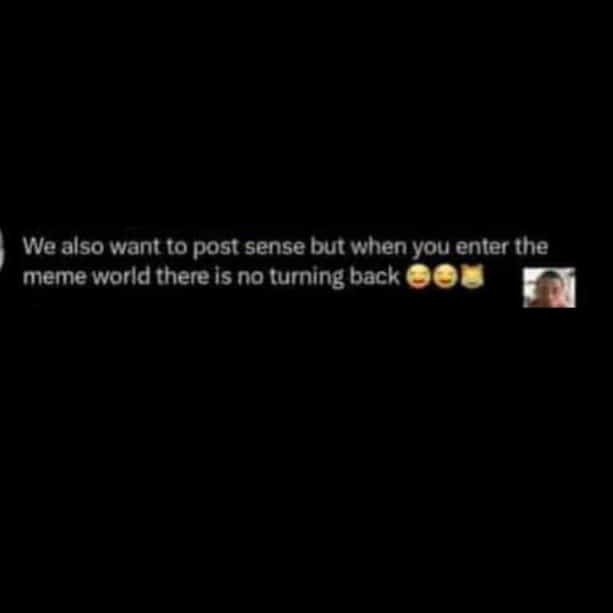 We also want to post sense but when you enter the
meme world there is no turning back 😅😅😹